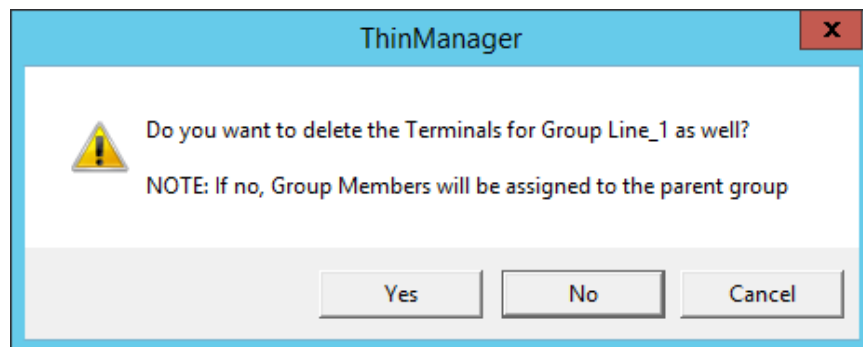 ThinManager
x
Do you want to delete the Terminals for Group Line_1 as well?
NOTE: If no, Group Members will be assigned to the parent group
Yes No Cancel